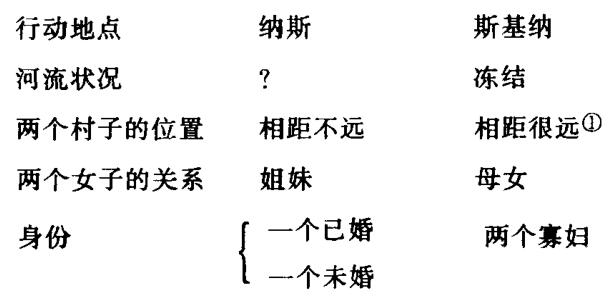 行动地点 纳斯 斯基纳
河流状况 ? 冻结
两个村子的位置 相距不远 相距很远①
两个女子的关系 姐妹 母女
身份 { 一个已婚 两个寡妇
一个未婚